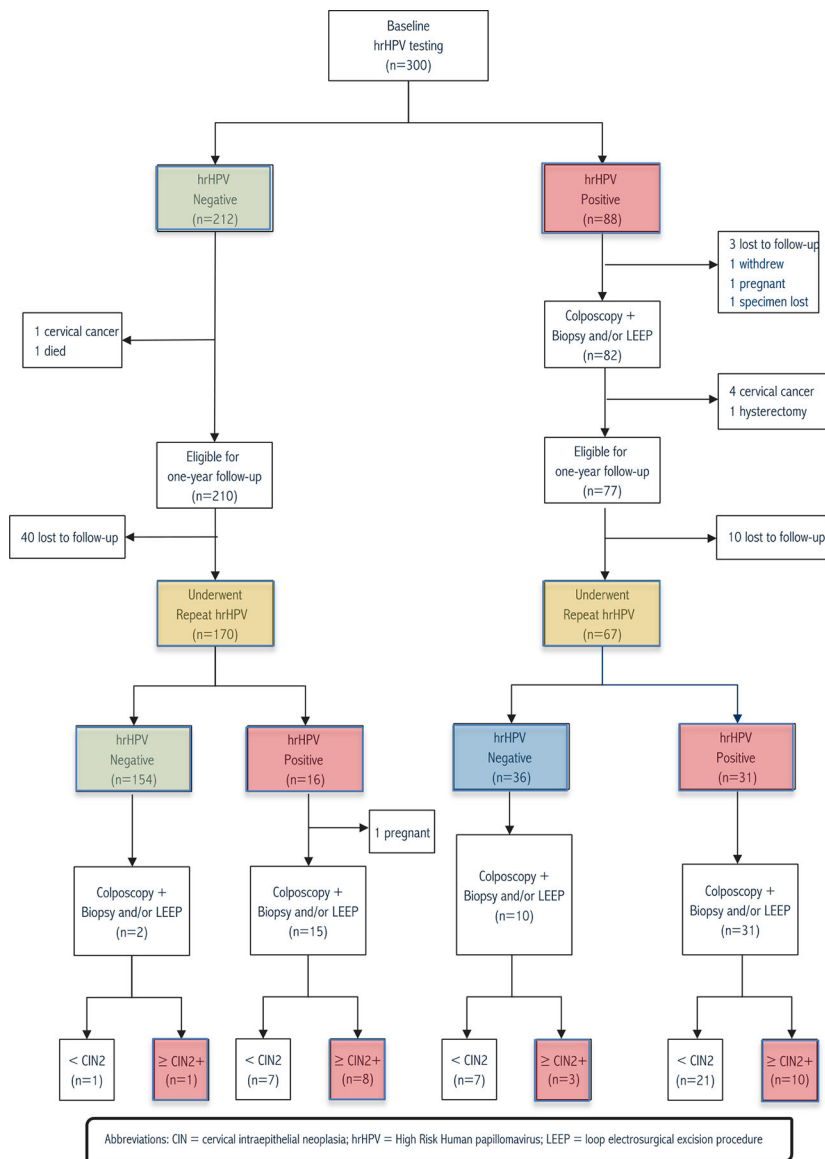 Baseline
hrHPV testing
(n=300)
hrHPV
Negative
(n=212)
hrHPV
Positive
(n=88)
3 lost to follow-up
1 withdrew
1 pregnant
1 specimen lost
1 cervical cancer
1 died
Colposcopy +
Biopsy and/or LEEP
(n=82)
4 cervical cancer
1 hysterectomy
Eligible for
one-year follow-up
(n=210)
Eligible for
one-year follow-up
(n=77)
40 lost to follow-up
10 lost to follow-up
Underwent
Repeat hrHPV
(n=170)
Underwent
Repeat hrHPV
(n=67)
hrHPV
Negative
(n=154)
hrHPV
Positive
(n=16)
hrHPV
Negative
(n=36)
hrHPV
Positive
(n=31)
1 pregnant
Colposcopy +
Biopsy and/or LEEP
(n=2)
Colposcopy +
Biopsy and/or LEEP
(n=15)
Colposcopy +
Biopsy and/or LEEP
(n=10)
Colposcopy +
Biopsy and/or LEEP
(n=31)
< CIN2
(n=1)
≥ CIN2+
(n=1)
< CIN2
(n=7)
≥ CIN2+
(n=8)
< CIN2
(n=7)
≥ CIN2+
(n=3)
< CIN2
(n=21)
≥ CIN2+
(n=10)
Abbreviations: CIN = cervical intraepithelial neoplasia; hrHPV = High Risk Human papillomavirus; LEEP = loop electrosurgical excision procedure